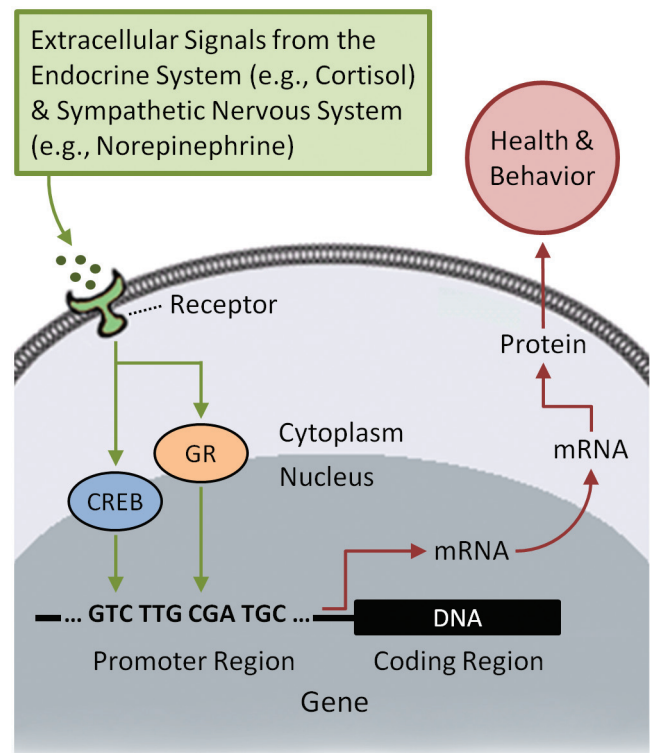 Extracellular Signals from the
Endocrine System (e.g., Cortisol)
& Sympathetic Nervous System
(e.g., Norepinephrine)
Health &
Behavior
Receptor
Protein
Cytoplasm
GR
mRNA
Nucleus
CREB
mRNA
... GTC TTG CGA TGC ...
DNA
Promoter Region
Coding Region
Gene